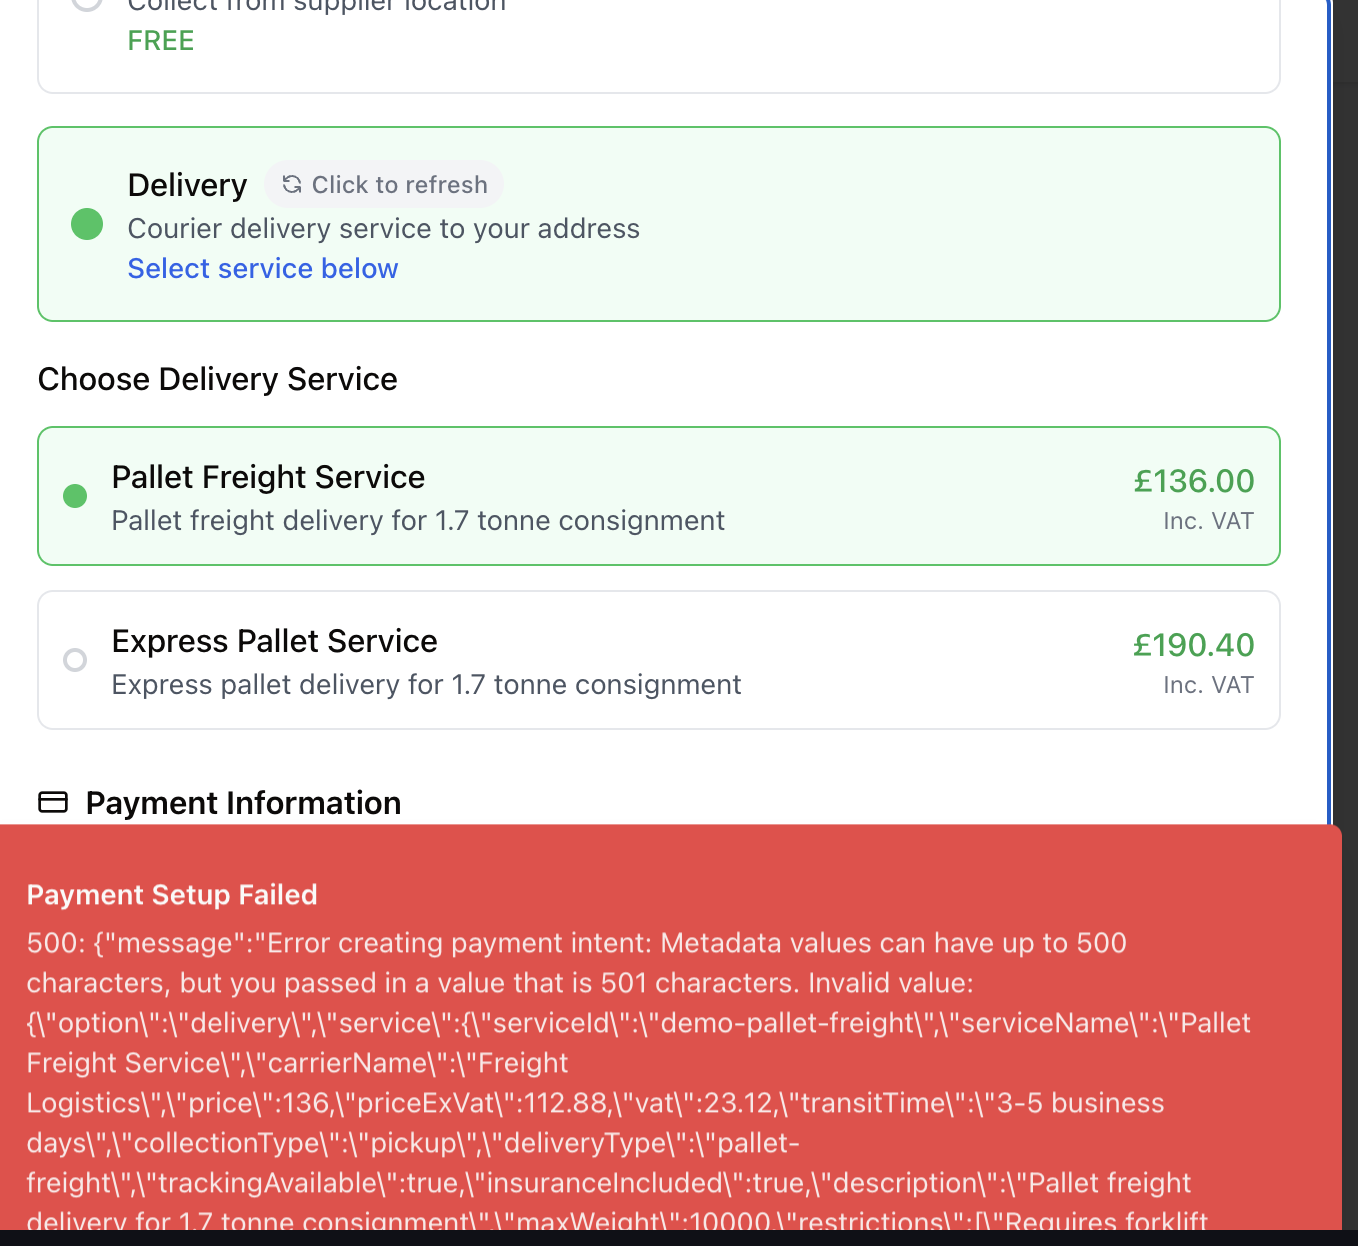 Collect from supplier location
FREE
Delivery
Click to refresh
Courier delivery service to your address
Select service below
Choose Delivery Service
Pallet Freight Service
£136.00
Pallet freight delivery for 1.7 tonne consignment
Inc. VAT
Express Pallet Service
£190.40
Express pallet delivery for 1.7 tonne consignment
Inc. VAT
Payment Information
Payment Setup Failed
500: {"message":"Error creating payment intent: Metadata values can have up to 500
characters, but you passed in a value that is 501 characters. Invalid value:
{\"option\":\"delivery\",\"service\":{\"serviceId\":\"demo-pallet-freight\",\"serviceName\":\"Pallet
Freight Service\",\"carrierName\":\"Freight
Logistics\",\"price\":136,\"priceExVat\":112.88,\"vat\":23.12,\"transitTime\":\"3-5 business
days\",\"collectionType\":\"pickup\",\"deliveryType\":\"pallet-
freight\",\"trackingAvailable\":true,\"insuranceIncluded\":true,\"description\":\"Pallet freight
delivery for 1.7 tonne consignment\",\"maxWeight\":10000,\"restrictions\":[\"Requires forklift